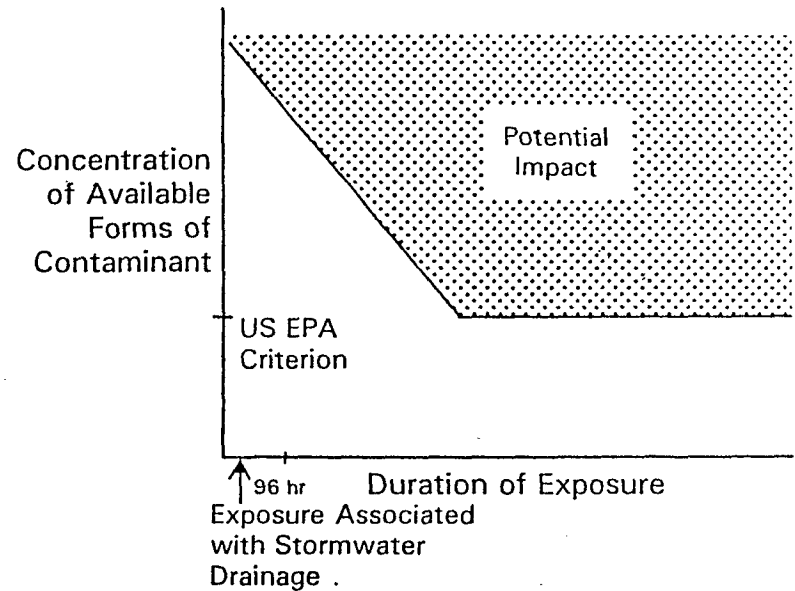 Potential
Impact
Concentration
of Available
Forms of
Contaminant
US EPA
Criterion
96 hr
Duration of Exposure
Exposure Associated
with Stormwater
Drainage .